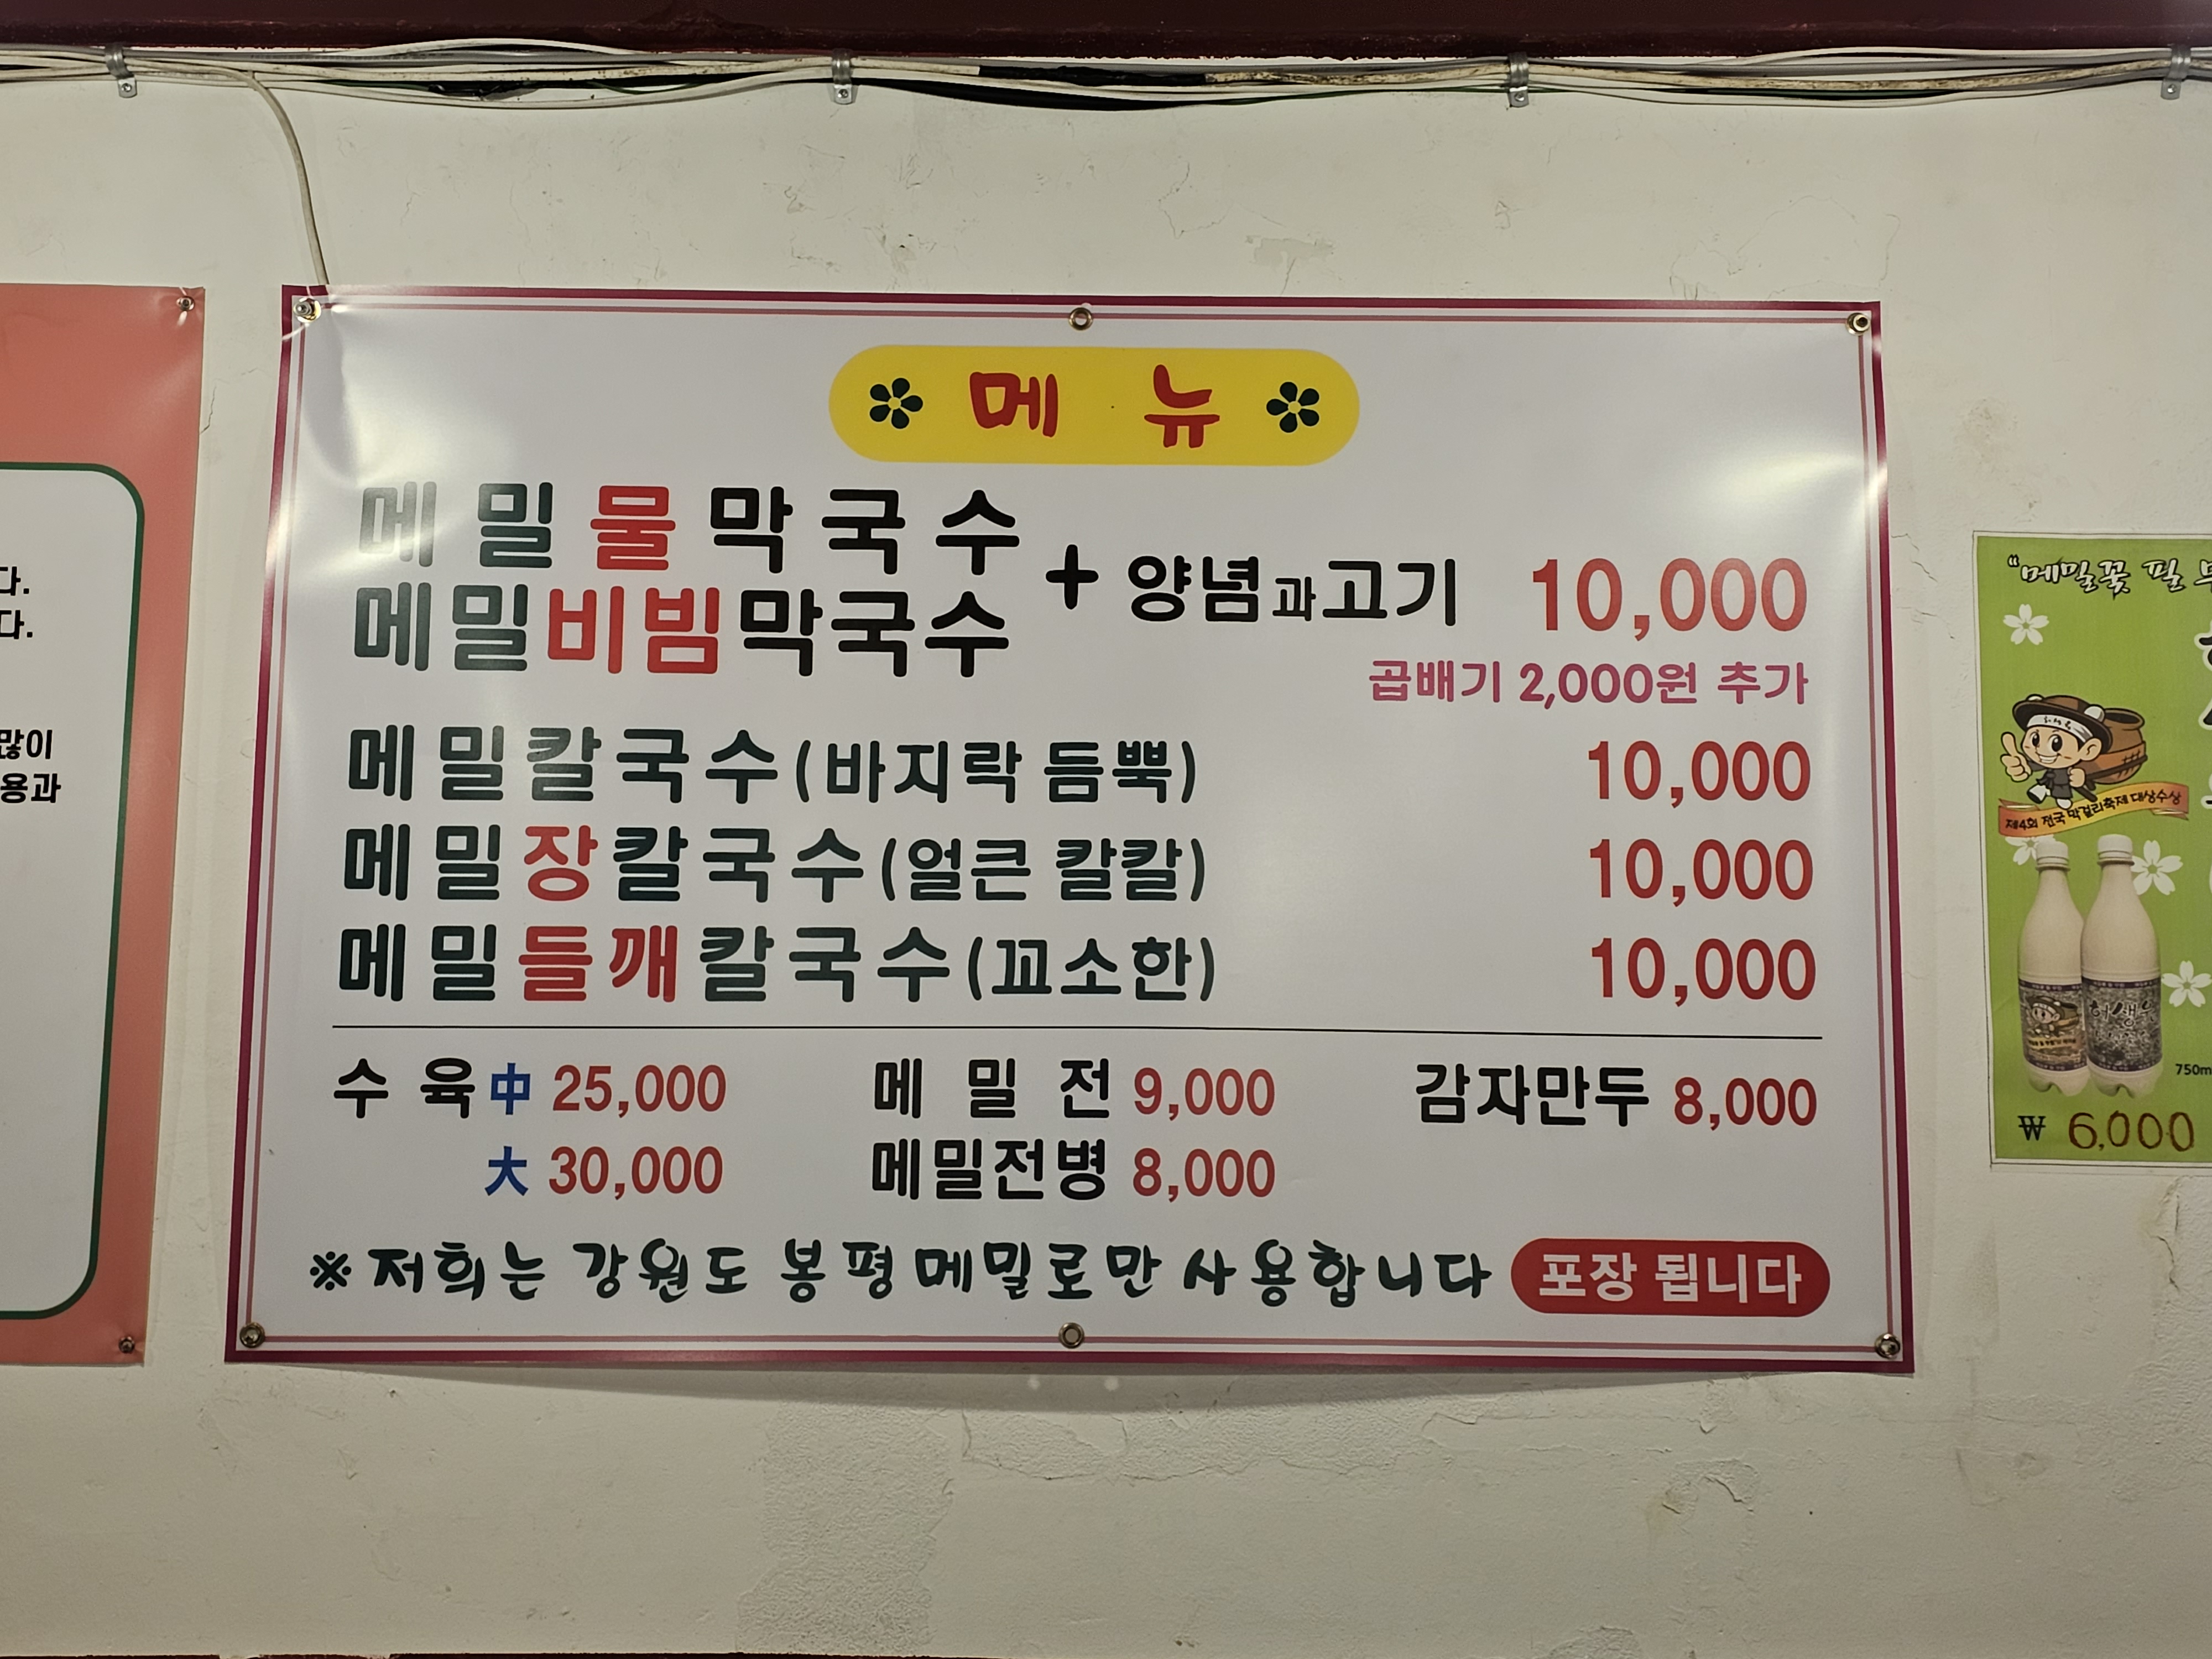 다.
다.
많이
용과
메 뉴
메밀물막국수
메밀비빔막국수
+ 양념과고기 10,000
곱배기 2,000원 추가
메밀칼국수(바지락 듬뿍) 10,000
메밀장칼국수(얼큰 칼칼) 10,000
메밀들깨칼국수(꼬소한) 10,000
수육 中 25,000 메밀전 9,000 감자만두 8,000
大 30,000 메밀전병 8,000
※저희는 강원도 봉평메밀로만 사용합니다 포장 됩니다
"메밀꽃 필
제4회 전국 막걸리축제 대상수상
허생원
750m
₩ 6,000